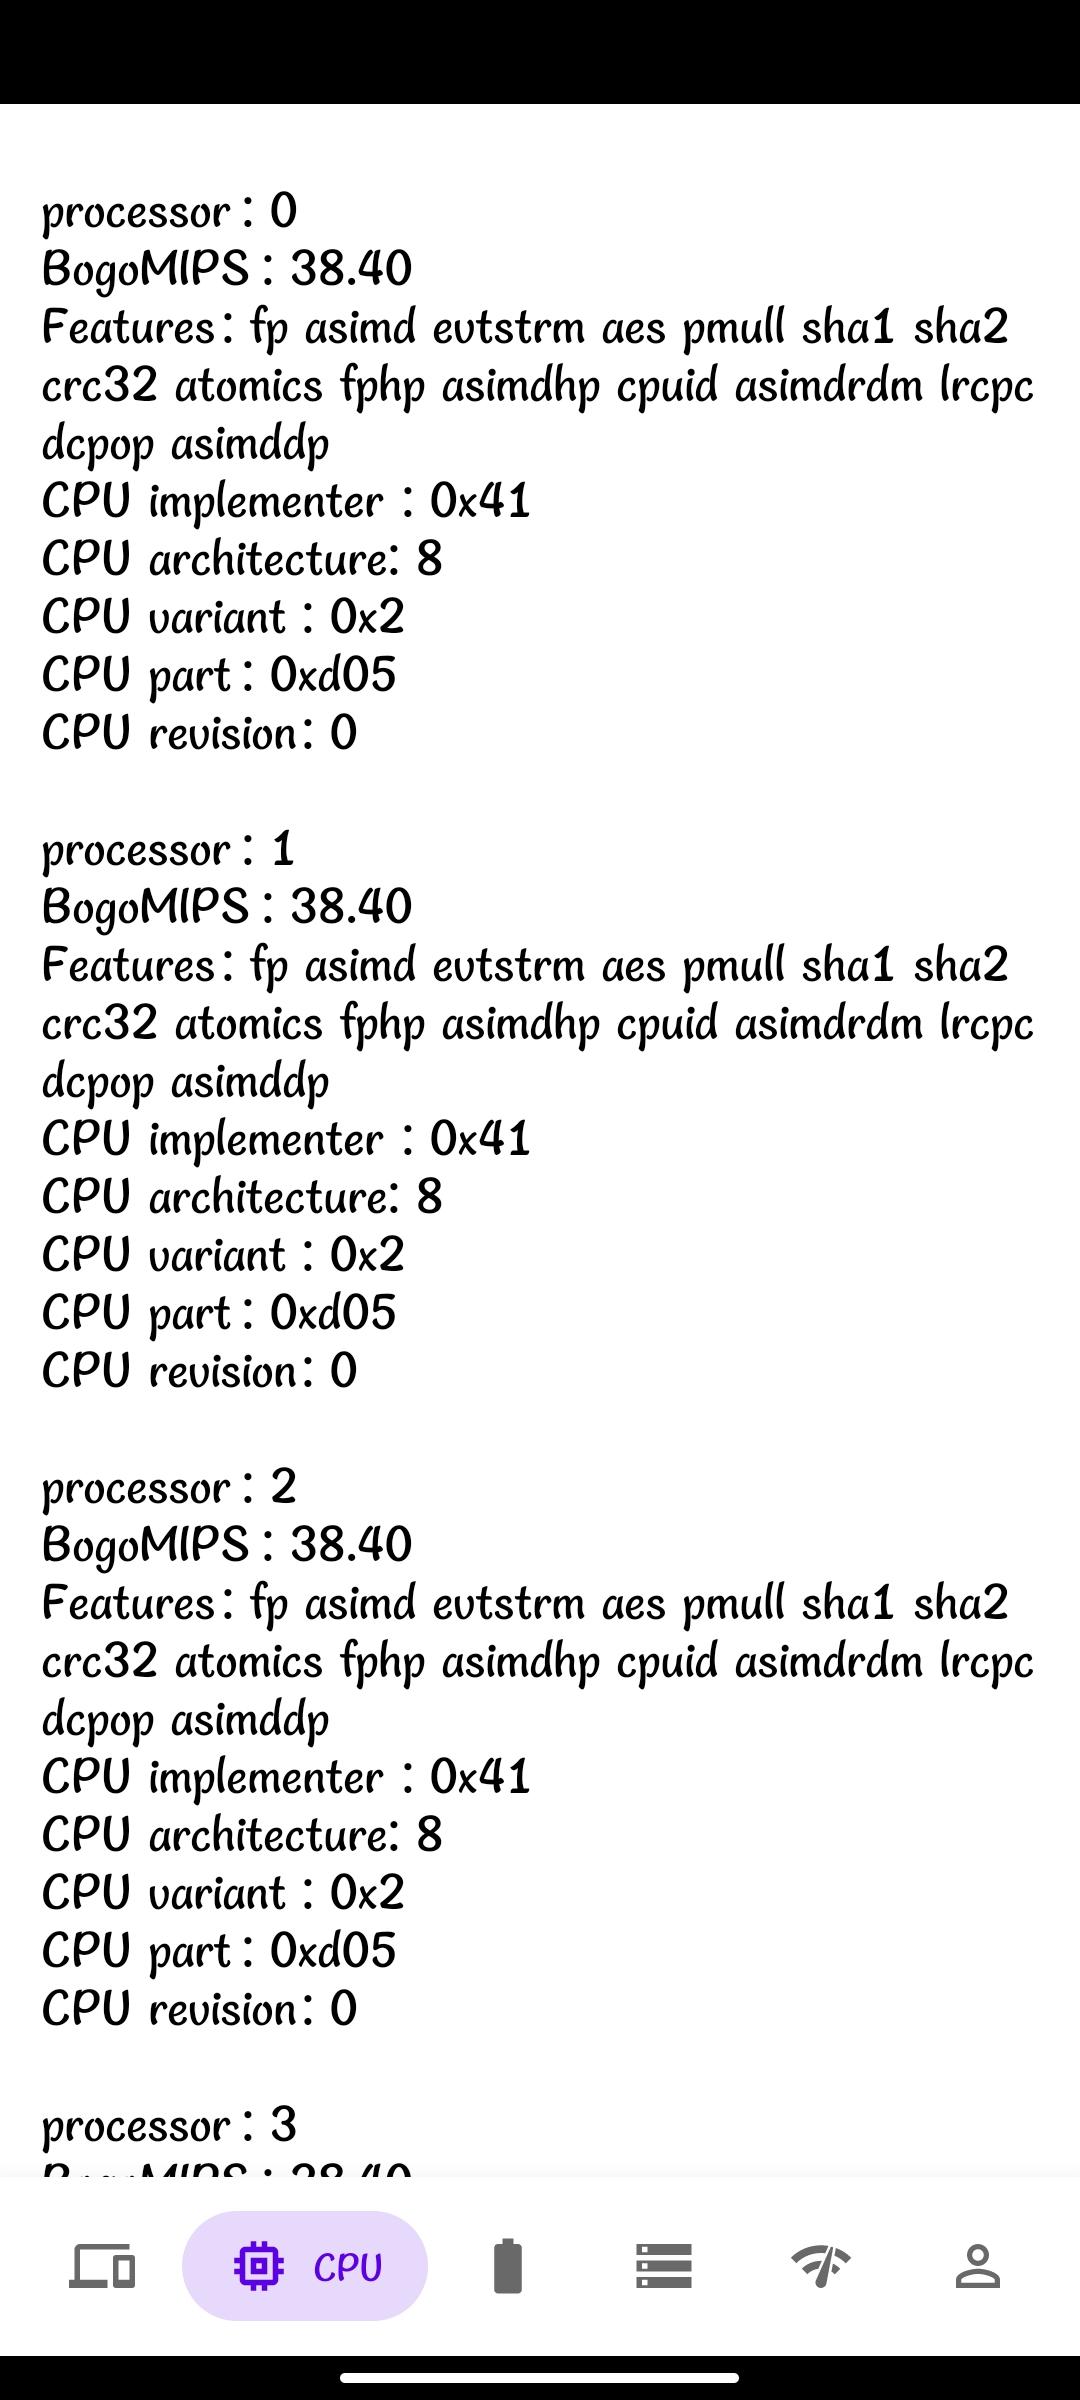 processor : 0
BogoMIPS : 38.40
Features : fp asimd evtstrm aes pmull sha1 sha2
crc32 atomics fphp asimdhp cpuid asimdrdm lrcpc
dcpop asimddp
CPU implementer : 0x41
CPU architecture: 8
CPU variant : 0x2
CPU part : 0xd05
CPU revision : 0
processor : 1
BogoMIPS : 38.40
Features : fp asimd evtstrm aes pmull sha1 sha2
crc32 atomics fphp asimdhp cpuid asimdrdm lrcpc
dcpop asimddp
CPU implementer : 0x41
CPU architecture: 8
CPU variant : 0x2
CPU part : 0xd05
CPU revision : 0
processor : 2
BogoMIPS : 38.40
Features : fp asimd evtstrm aes pmull sha1 sha2
crc32 atomics fphp asimdhp cpuid asimdrdm lrcpc
dcpop asimddp
CPU implementer : 0x41
CPU architecture: 8
CPU variant : 0x2
CPU part : 0xd05
CPU revision : 0
processor : 3
BogoMIPS : 38.40
CPU